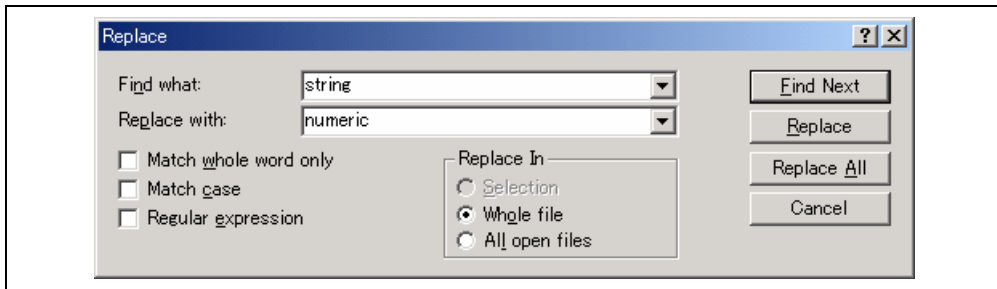 Replace
Find what: string Find Next
Replace with: numeric Replace
Match whole word only Replace In Replace All
Match case Selection
Regular expression Whole file Cancel
All open files